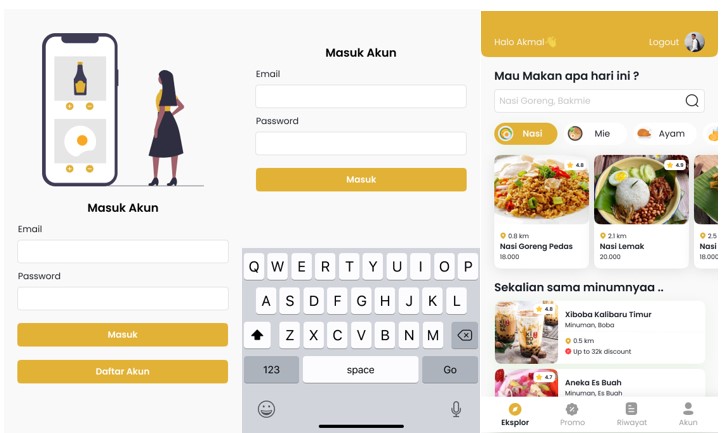 Masuk Akun
Email
Password
Masuk
Daftar Akun
Masuk Akun
Email
Password
Masuk
Q W E R T Y U I O P
A S D F G H J K L
Z X C V B N M
123 space Go
Halo Akmal👋 Logout
Mau Makan apa hari ini ?
Nasi Goreng, Bakmie
Nasi Mie Ayam
4.8 4.9
0.8 km 2.1 km 2.5
Nasi Goreng Pedas Nasi Lemak Nasi
18.000 20.000 18.000
Sekalian sama minumnyaa ..
4.8
Xiboba Kalibaru Timur
Minuman, Boba
0.5 km
Up to 32k discount
4.7
Aneka Es Buah
Minuman, Es Buah
Eksplor Promo Riwayat Akun